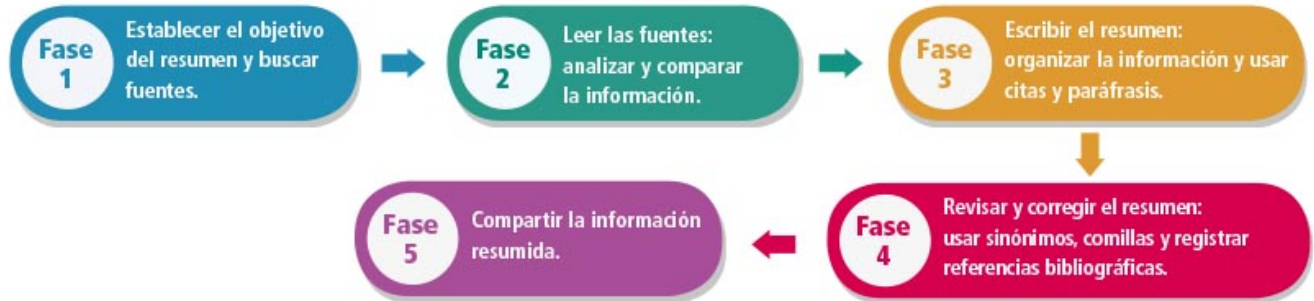 Fase
1
Establecer el objetivo
del resumen y buscar
fuentes.
Fase
2
Leer las fuentes:
analizar y comparar
la información.
Fase
3
Escribir el resumen:
organizar la información y usar
citas y paráfrasis.
Fase
4
Revisar y corregir el resumen:
usar sinónimos, comillas y registrar
referencias bibliográficas.
Fase
5
Compartir la información
resumida.